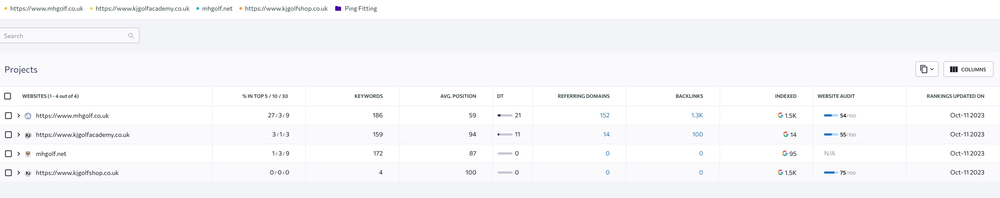 https://www.mhgolf.co.uk https://www.kjgolfacademy.co.uk mhgolf.net https://www.kjgolfshop.co.uk Ping Fitting
Search
Projects COLUMNS
WEBSITES (1 - 4 out of 4) % IN TOP 5 / 10 / 30 KEYWORDS AVG. POSITION DT REFERRING DOMAINS BACKLINKS INDEXED WEBSITE AUDIT RANKINGS UPDATED ON
https://www.mhgolf.co.uk 27 / 3 / 9 186 59 21 152 1.3K G 1.5K 54/100 Oct-11 2023
KJ https://www.kjgolfacademy.co.uk 3 / 1 / 3 159 94 11 14 100 G 14 55/100 Oct-11 2023
mhgolf.net 1 / 3 / 9 172 87 0 0 0 G 95 N/A Oct-11 2023
KJ https://www.kjgolfshop.co.uk 0 / 0 / 0 4 100 0 0 0 G 1.5K 75/100 Oct-11 2023